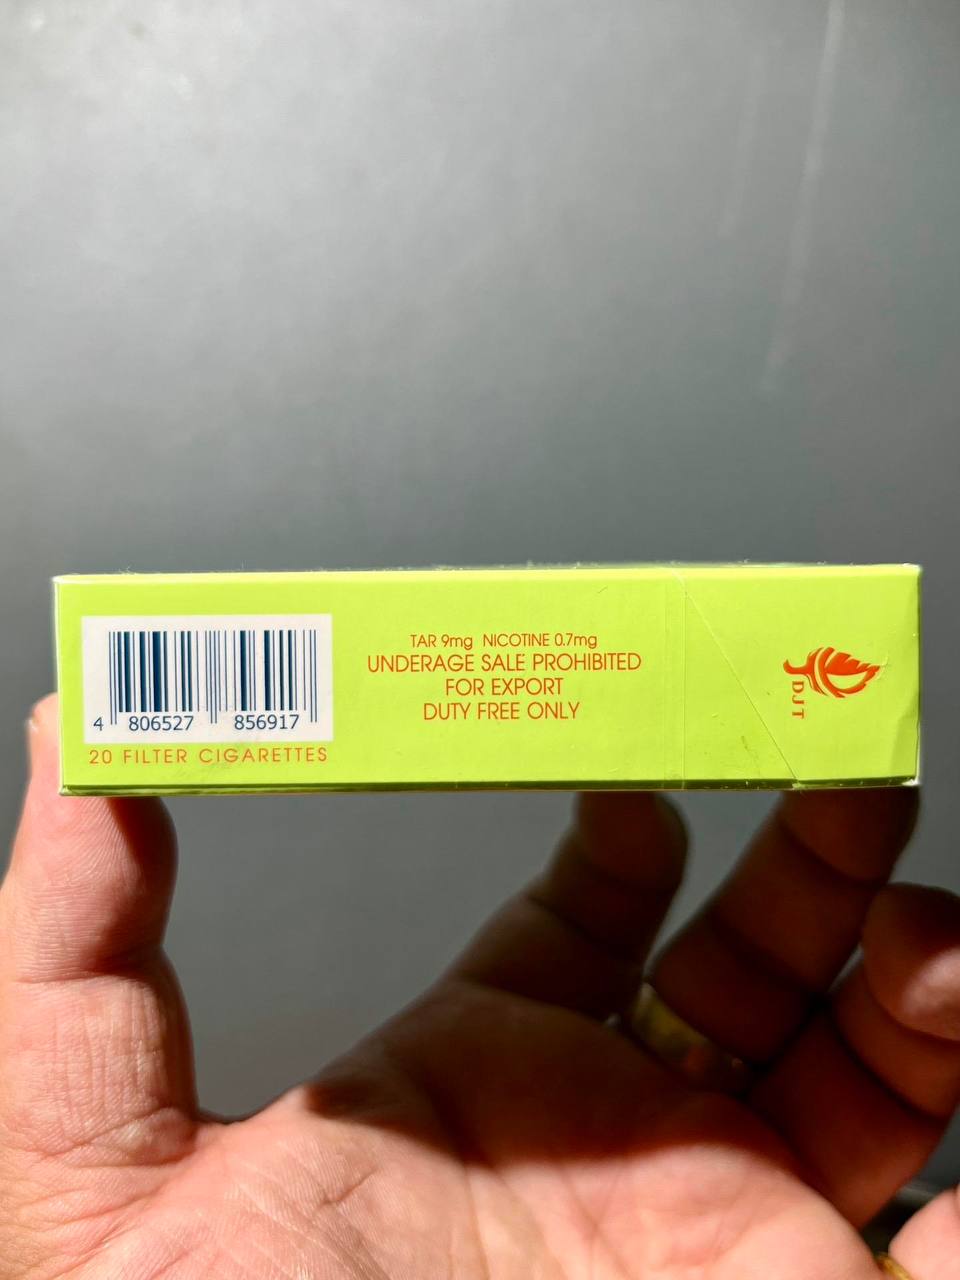 4 806527 856917
20 FILTER CIGARETTES
TAR 9mg NICOTINE 0.7mg
UNDERAGE SALE PROHIBITED
FOR EXPORT
DUTY FREE ONLY
DJT